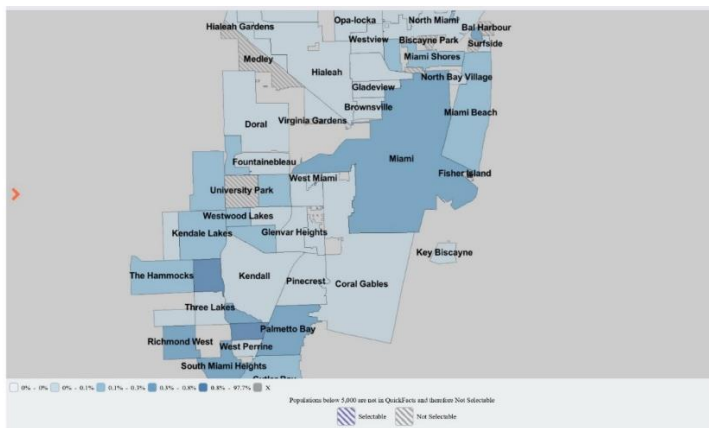 Opa-locka
North Miami
Hialeah Gardens
Bal Harbour
Westview
Biscayne Park
Surfside
Medley
Miami Shores
Hialeah
North Bay Village
Gladeview
Brownsville
Miami Beach
Virginia Gardens
Doral
Fountainebleau
Miami
West Miami
Fisher Island
University Park
Westwood Lakes
Kendale Lakes
Glenvar Heights
Key Biscayne
The Hammocks
Kendall
Pinecrest
Coral Gables
Three Lakes
Palmetto Bay
Richmond West
West Perrine
South Miami Heights
0% - 0% 0% - 0.1% 0.1% - 0.3% 0.3% - 0.8% 0.8% - 97.7% X
Populations below 5,000 are not in QuickFacts and therefore Not Selectable
Selectable Not Selectable